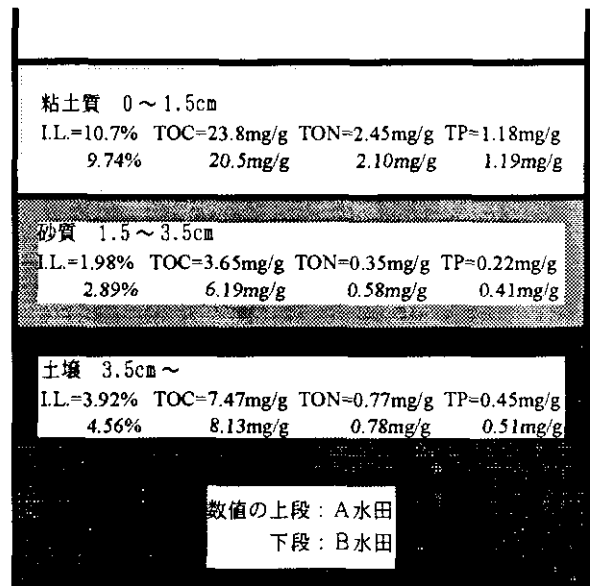 粘土質 0～1.5cm
I.L.=10.7% TOC=23.8mg/g TON=2.45mg/g TP=1.18mg/g
9.74% 20.5mg/g 2.10mg/g 1.19mg/g
砂質 1.5～3.5cm
I.L.=1.98% TOC=3.65mg/g TON=0.35mg/g TP=0.22mg/g
2.89% 6.19mg/g 0.58mg/g 0.41mg/g
土壌 3.5cm～
I.L.=3.92% TOC=7.47mg/g TON=0.77mg/g TP=0.45mg/g
4.56% 8.13mg/g 0.78mg/g 0.51mg/g
数値の上段：A水田
下段：B水田